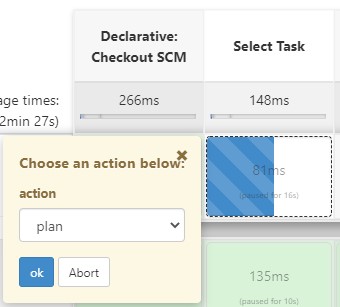 Declarative:
Checkout SCM
Select Task
age times:
2min 27s)
266ms
148ms
Choose an action below:
action
plan
ok
Abort
81ms
(paused for 16s)
135ms
(paused for 10s)